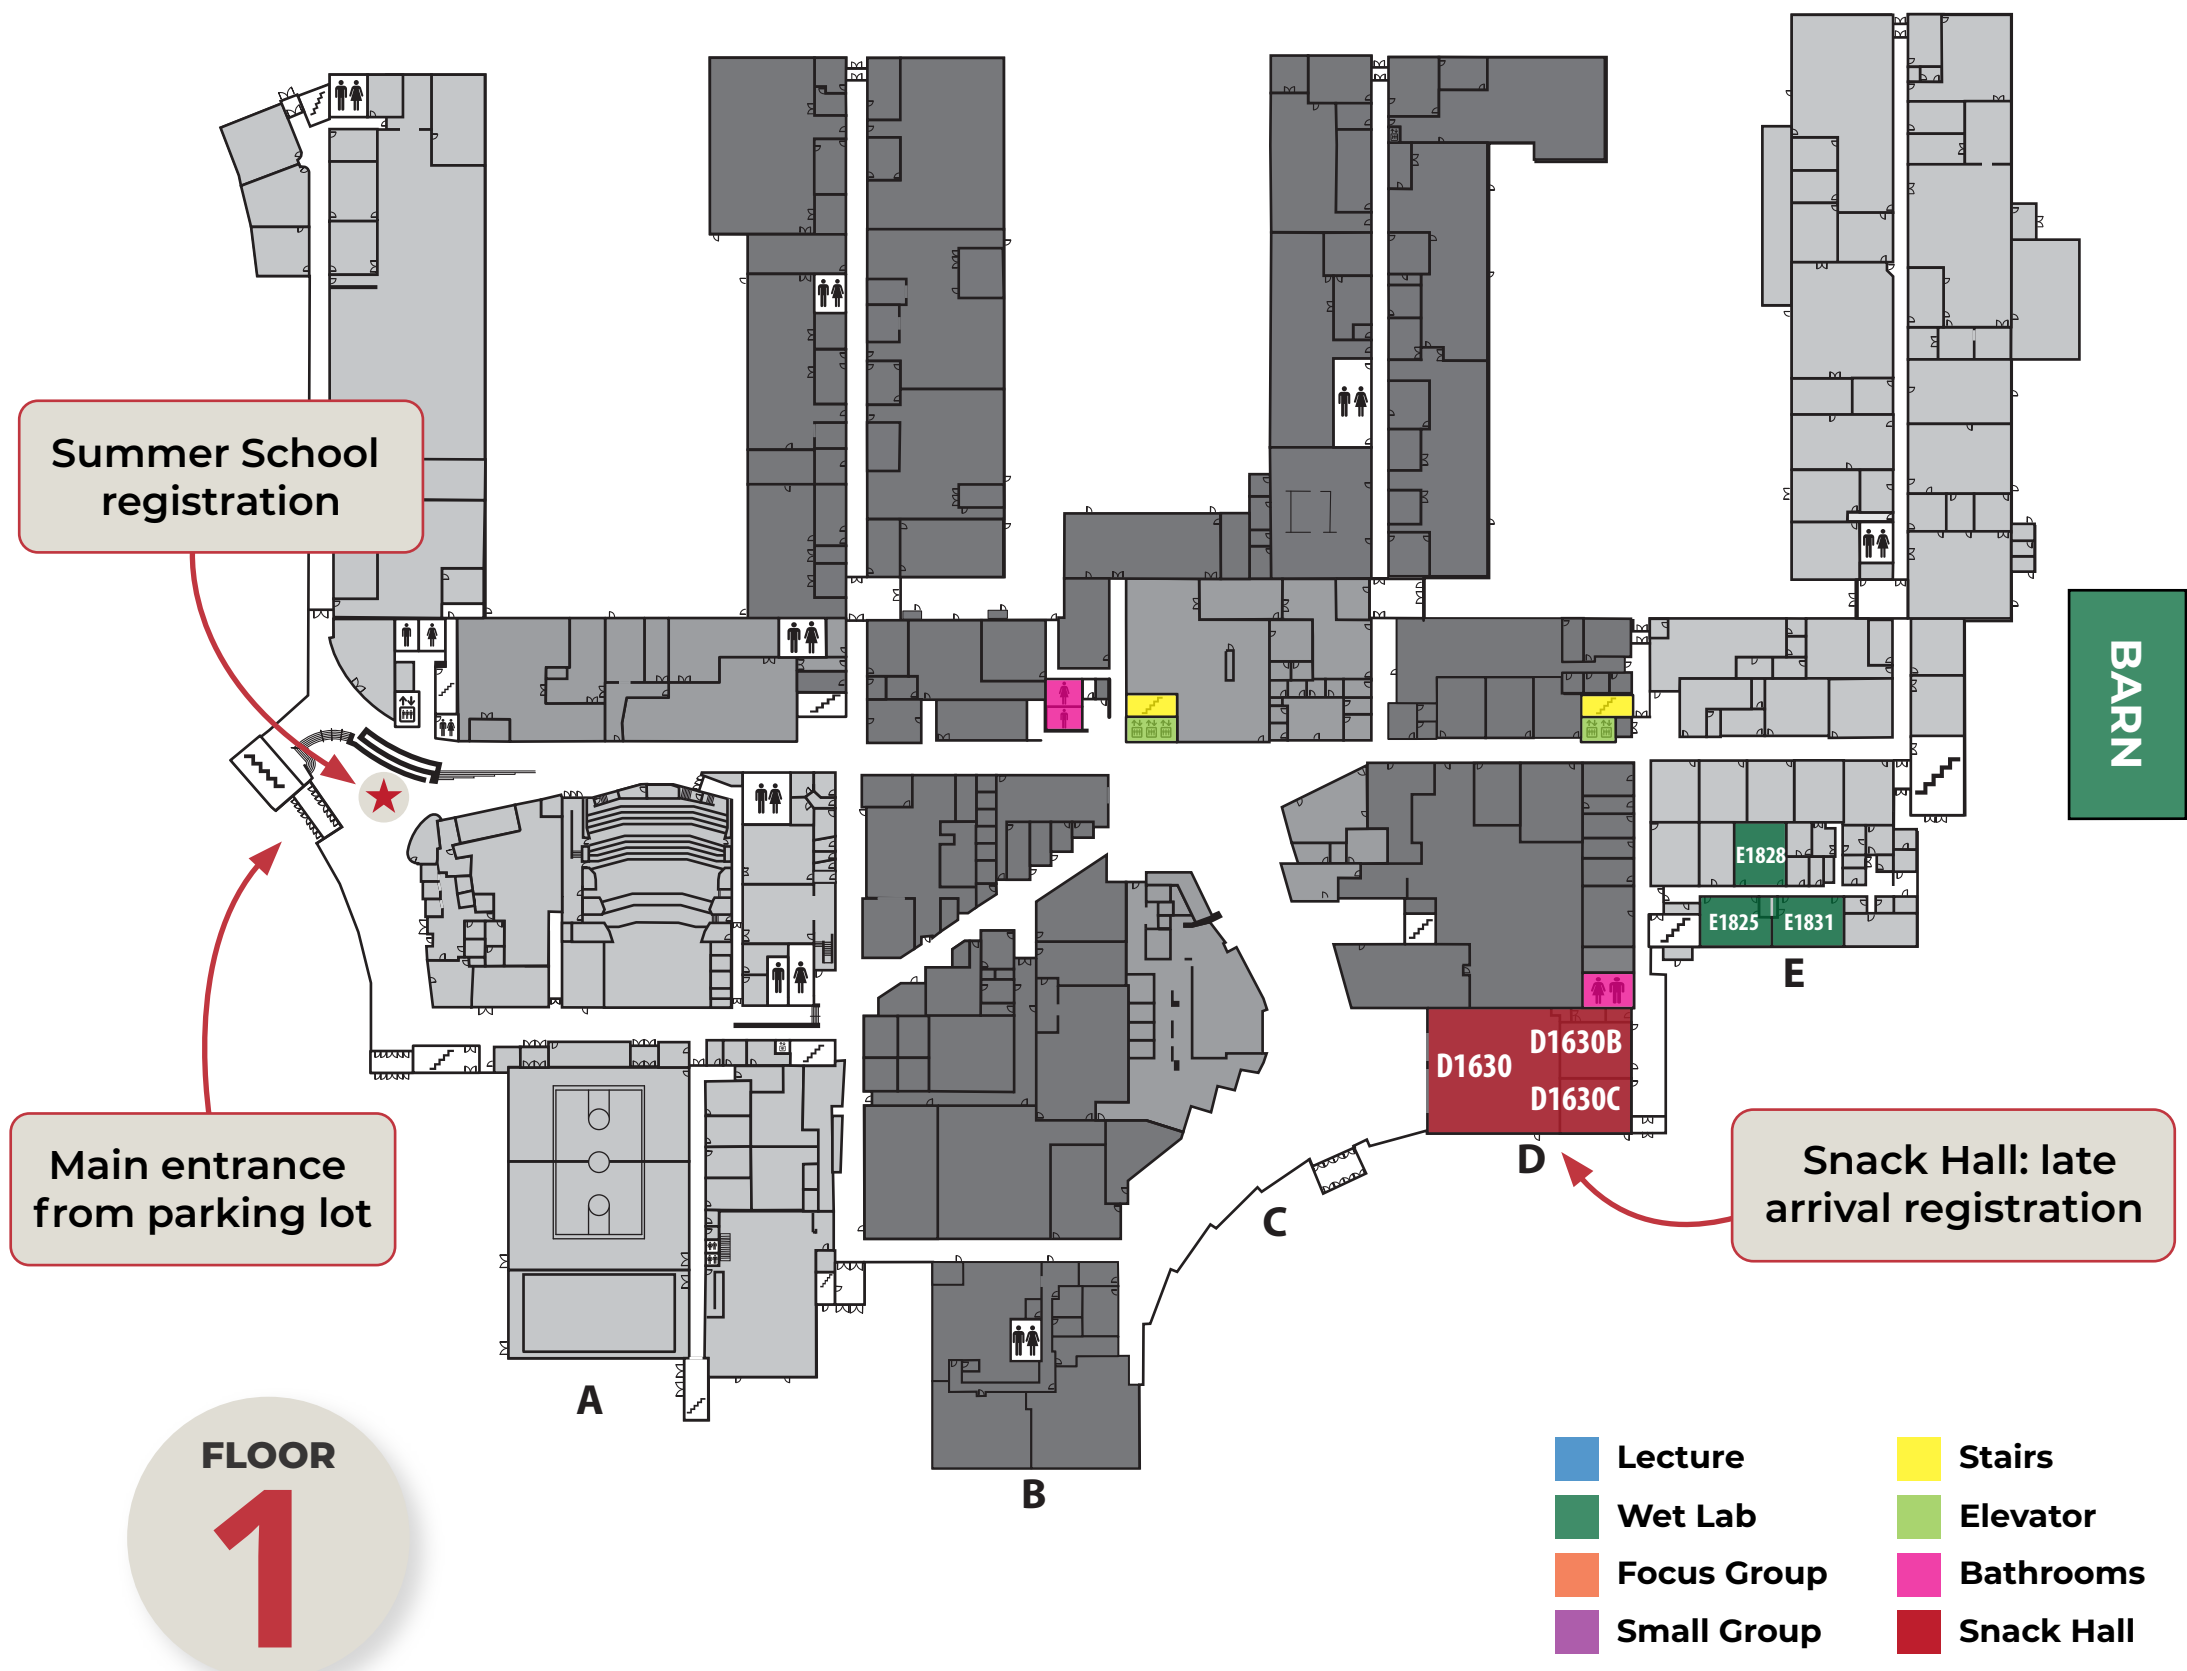 Summer School
registration
BARN
E1828
E1825
E1831
E
D1630B
D1630
D1630C
Main entrance
from parking lot
D
Snack Hall: late
arrival registration
C
A
B
FLOOR
1
Lecture
Wet Lab
Focus Group
Small Group
Stairs
Elevator
Bathrooms
Snack Hall